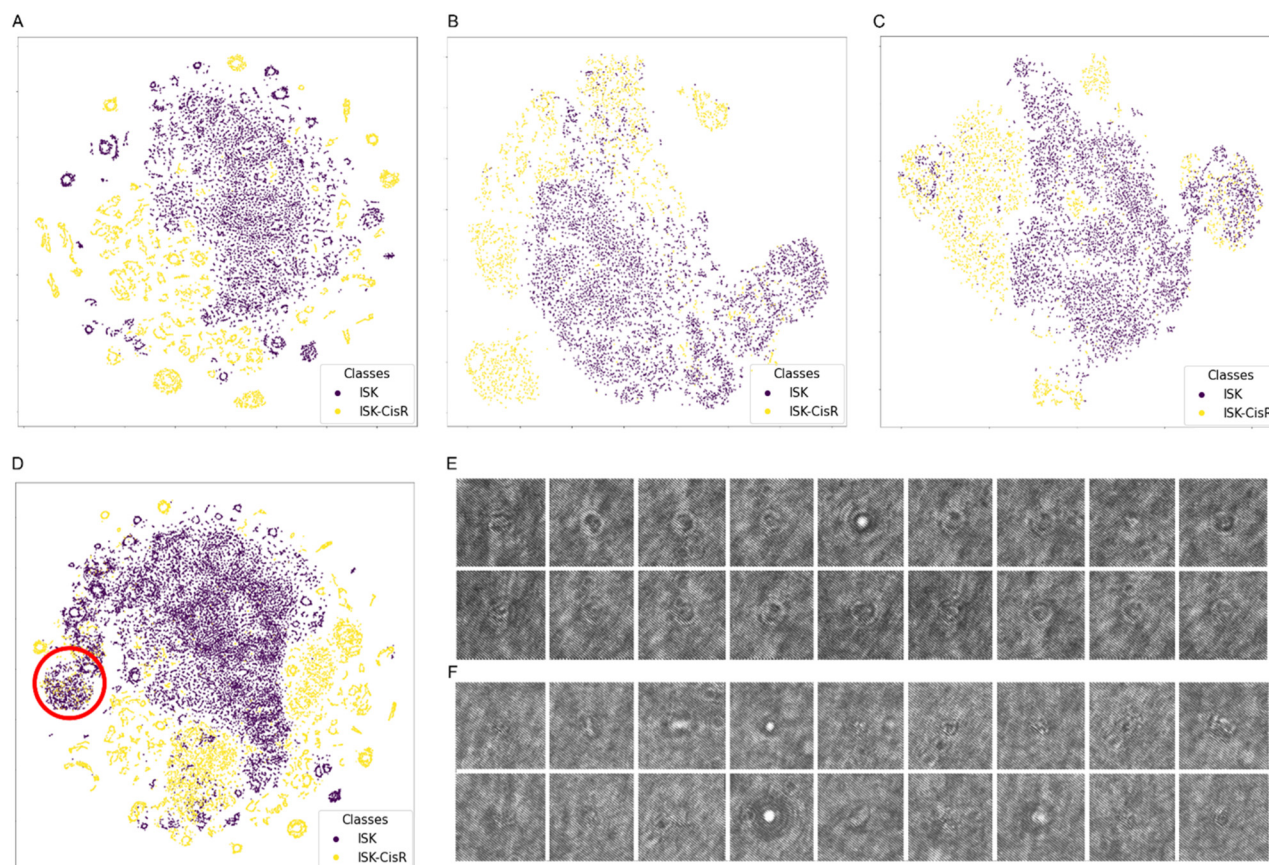 A
B
C
Classes
ISK
ISK-CisR
Classes
ISK
ISK-CisR
Classes
ISK
ISK-CisR
D
E
F
Classes
ISK
ISK-CisR